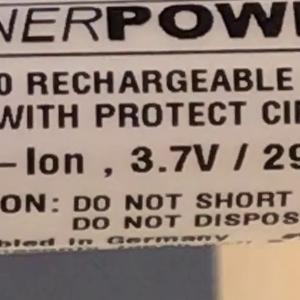 NERPOW
0 RECHARGEABLE
WITH PROTECT CI
-Ion , 3.7V / 29
ON: DO NOT SHORT
DO NOT DISPOS
bled in Germany